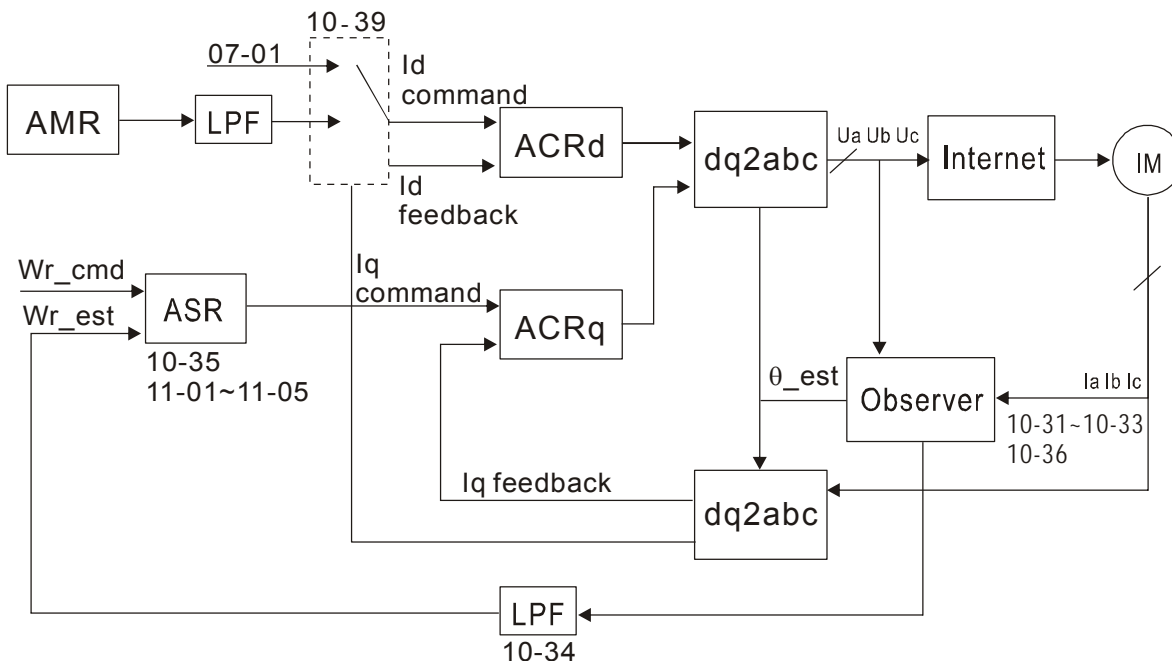 10-39
07-01
AMR
LPF
Id
command
ACRd
Id
feedback
dq2abc
Ua Ub Uc
Internet
IM
Wr_cmd
Wr_est
ASR
10-35
11-01~11-05
Iq
command
ACRq
θ_est
Observer
Ia Ib Ic
10-31~10-33
10-36
Iq feedback
dq2abc
LPF
10-34